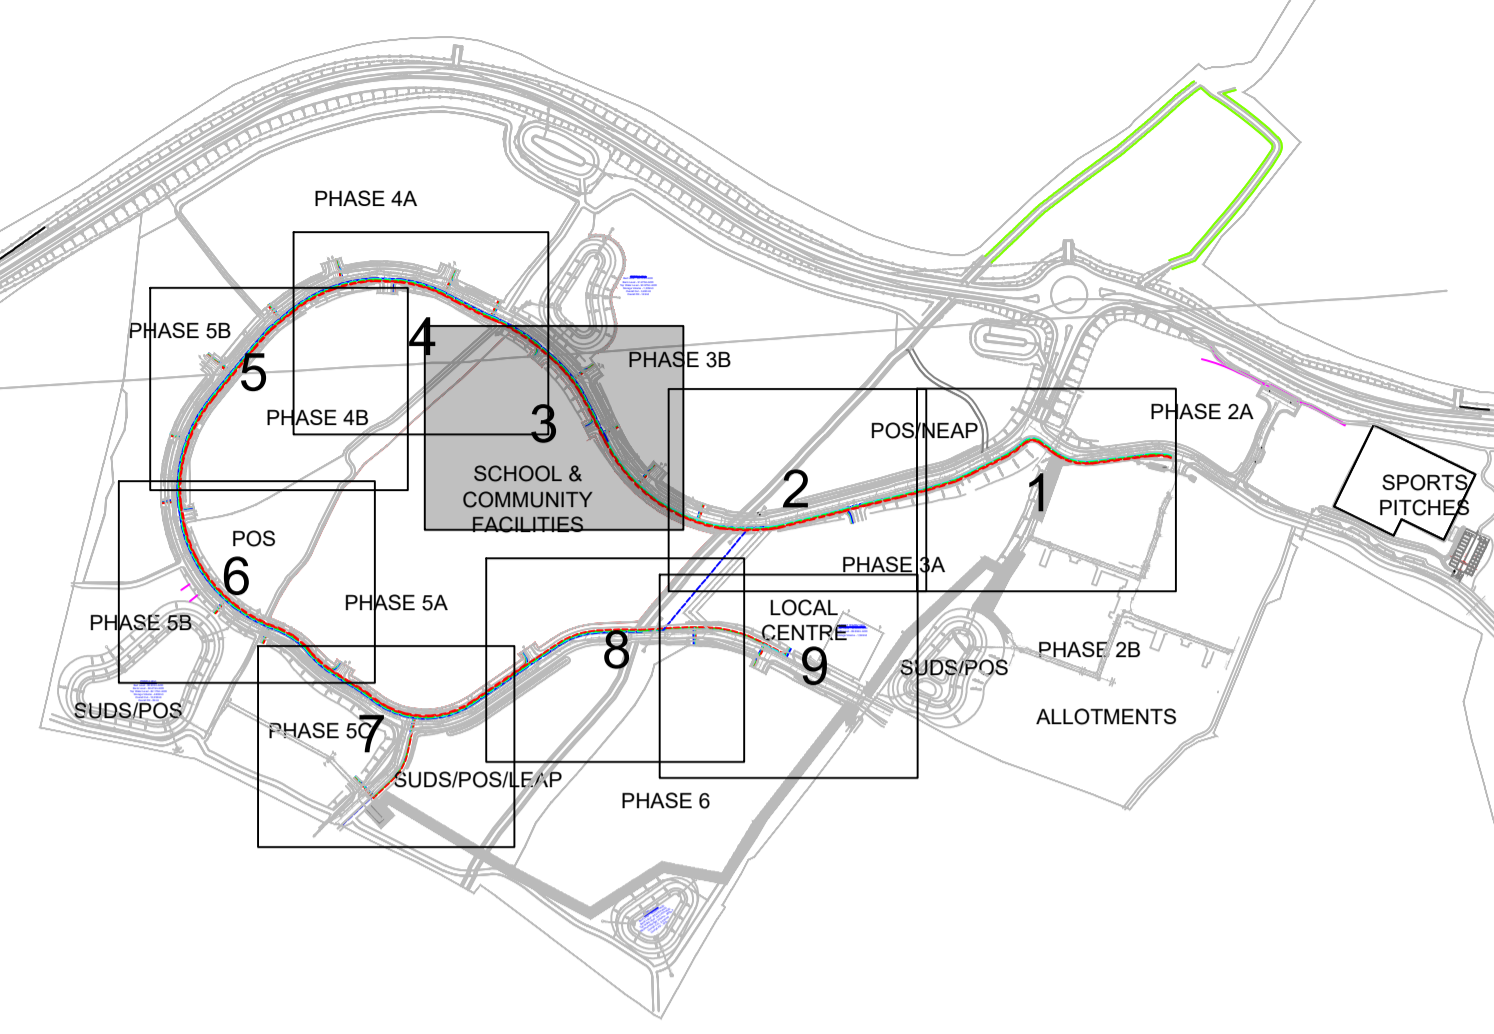 PHASE 4A
PHASE 5B
4
PHASE 3B
5
PHASE 4B
3
PHASE 2A
POS/NEAP
SCHOOL &
COMMUNITY
FACILITIES
2
1
SPORTS
PITCHES
POS
6
PHASE 3A
PHASE 5A
PHASE 5B
LOCAL
CENTRE
8
9
PHASE 2B
SUDS/POS
SUDS/POS
ALLOTMENTS
PHASE 5C
7
SUDS/POS/LEAP
PHASE 6